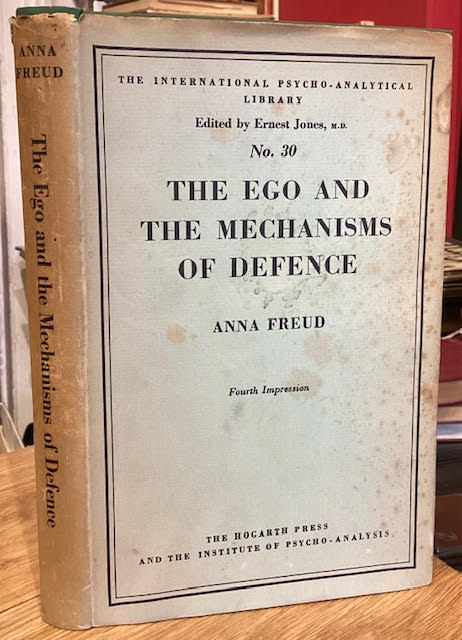 ANNA
FREUD
The Ego and the Mechanisms of Defence
THE INTERNATIONAL PSYCHO-ANALYTICAL
LIBRARY
Edited by Ernest Jones, M.D.
No. 30
THE EGO AND
THE MECHANISMS
OF DEFENCE
ANNA FREUD
Fourth Impression
THE HOGARTH PRESS
AND THE INSTITUTE OF PSYCHO-ANALYSIS